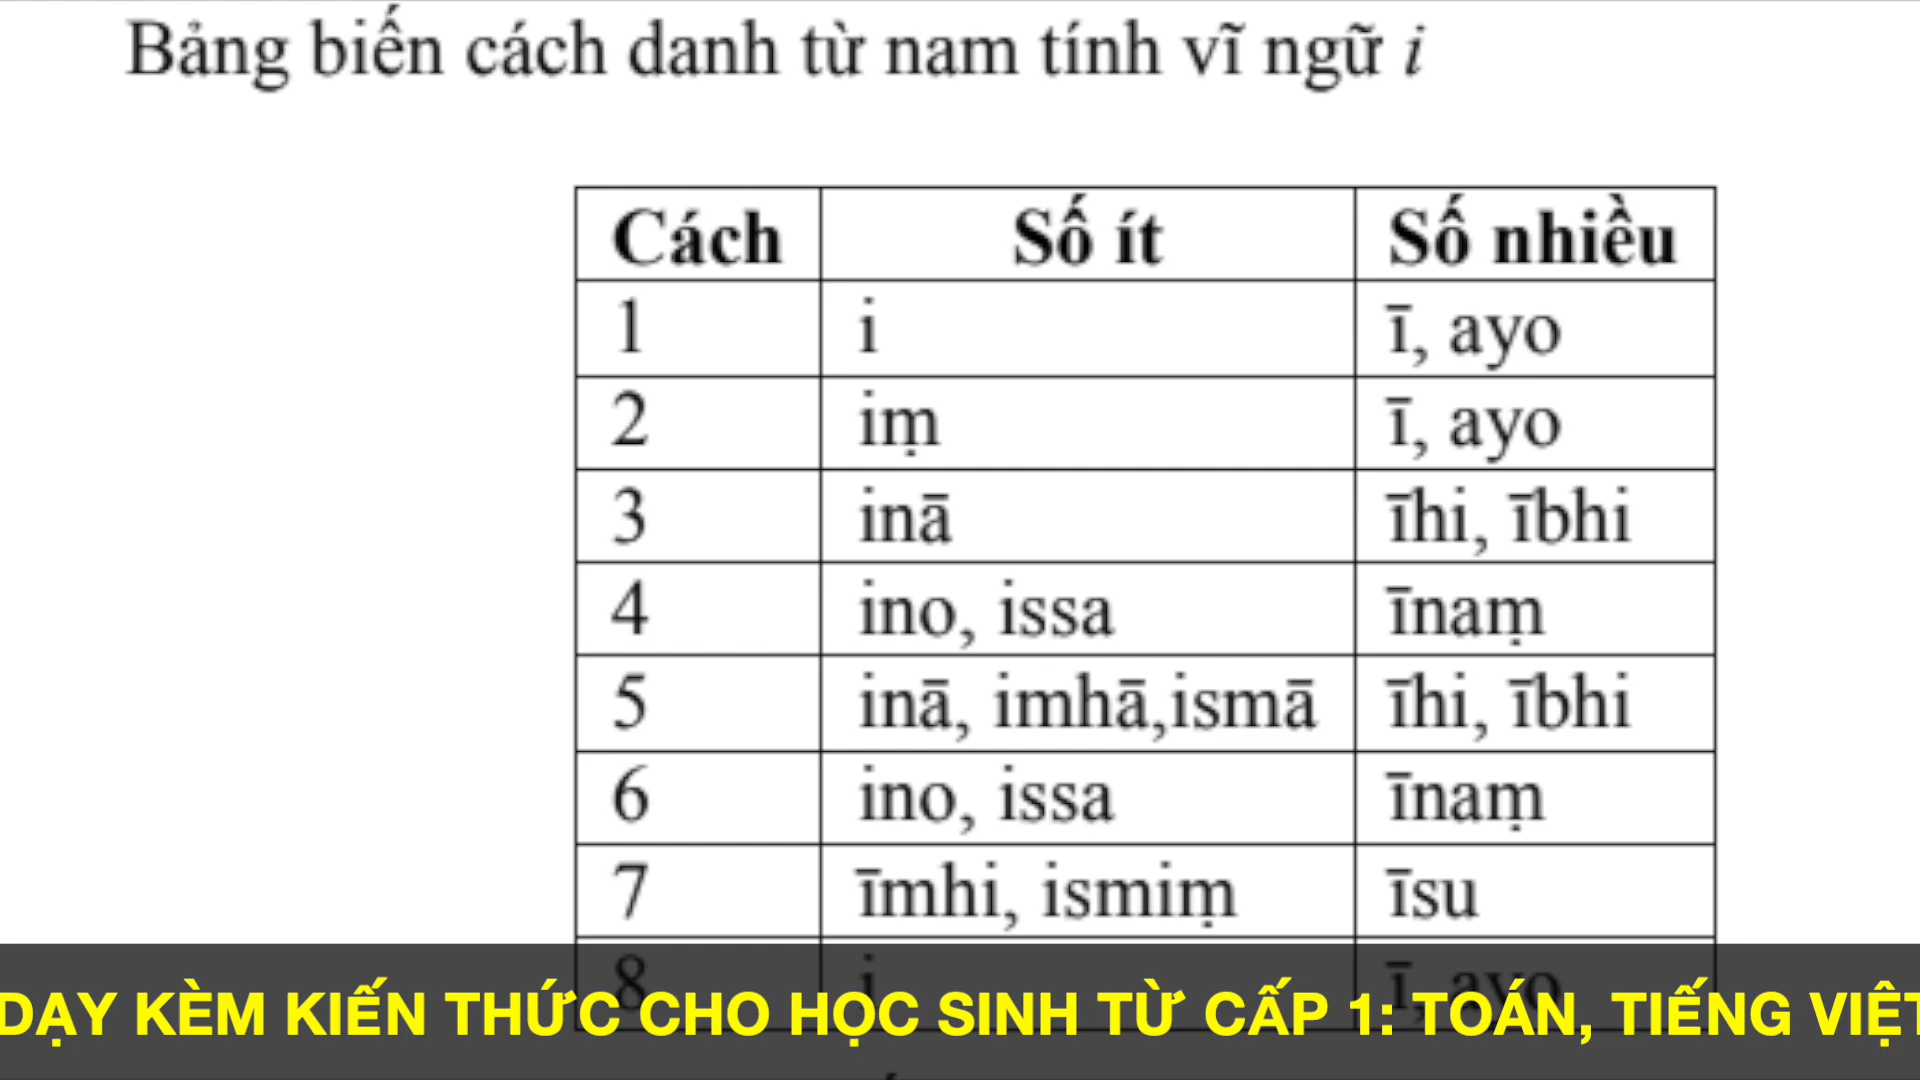 Bảng biến cách danh từ nam tính vĩ ngữ i
Cách Số ít Số nhiều
1 i ī, ayo
2 iṃ ī, ayo
3 inā īhi, ībhi
4 ino, issa īnaṃ
5 inā, imhā,ismā īhi, ībhi
6 ino, issa īnaṃ
7 īmhi, ismiṃ īsu
8 i ī, ayo
DẠY KÈM KIẾN THỨC CHO HỌC SINH TỪ CẤP 1: TOÁN, TIẾNG VIỆT